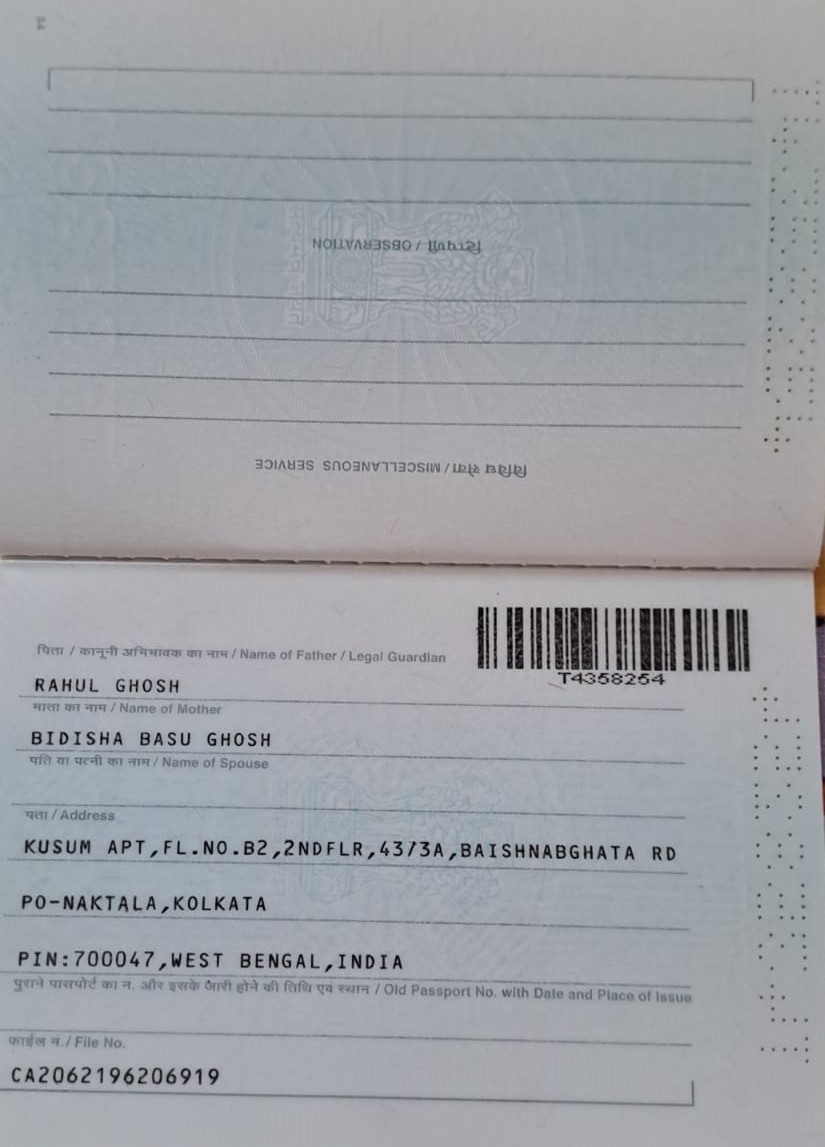 34
टिप्पणी / OBSERVATION
विविध सेवा / MISCELLANEOUS SERVICE
पिता / कानूनी अभिभावक का नाम / Name of Father / Legal Guardian
T4358254
RAHUL GHOSH
माता का नाम / Name of Mother
BIDISHA BASU GHOSH
पति या पत्नी का नाम / Name of Spouse
पता / Address
KUSUM APT,FL.NO.B2,2NDFLR,43/3A,BAISHNABGHATA RD
PO-NAKTALA,KOLKATA
PIN:700047,WEST BENGAL,INDIA
पुराने पासपोर्ट का न. और इसके जारी होने की तिथि एवं स्थान / Old Passport No. with Date and Place of Issue
फाईल नं. / File No.
CA2062196206919